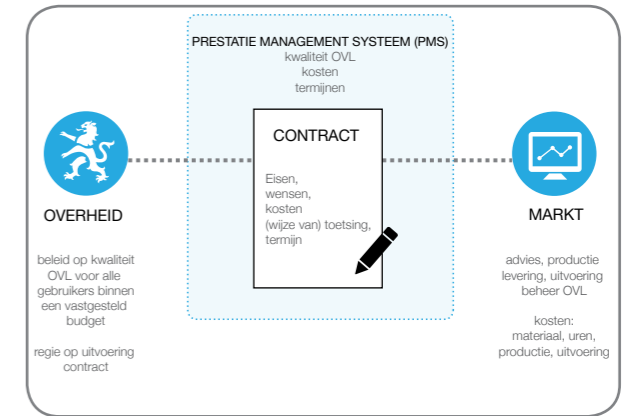 PRESTATIE MANAGEMENT SYSTEEM (PMS)
kwaliteit OVL
kosten
termijnen
CONTRACT
Eisen,
wensen,
kosten
(wijze van) toetsing,
termijn
OVERHEID
beleid op kwaliteit
OVL voor alle
gebruikers binnen
een vastgesteld
budget
regie op uitvoering
contract
MARKT
advies, productie
levering, uitvoering
beheer OVL
kosten:
materiaal, uren,
productie, uitvoering